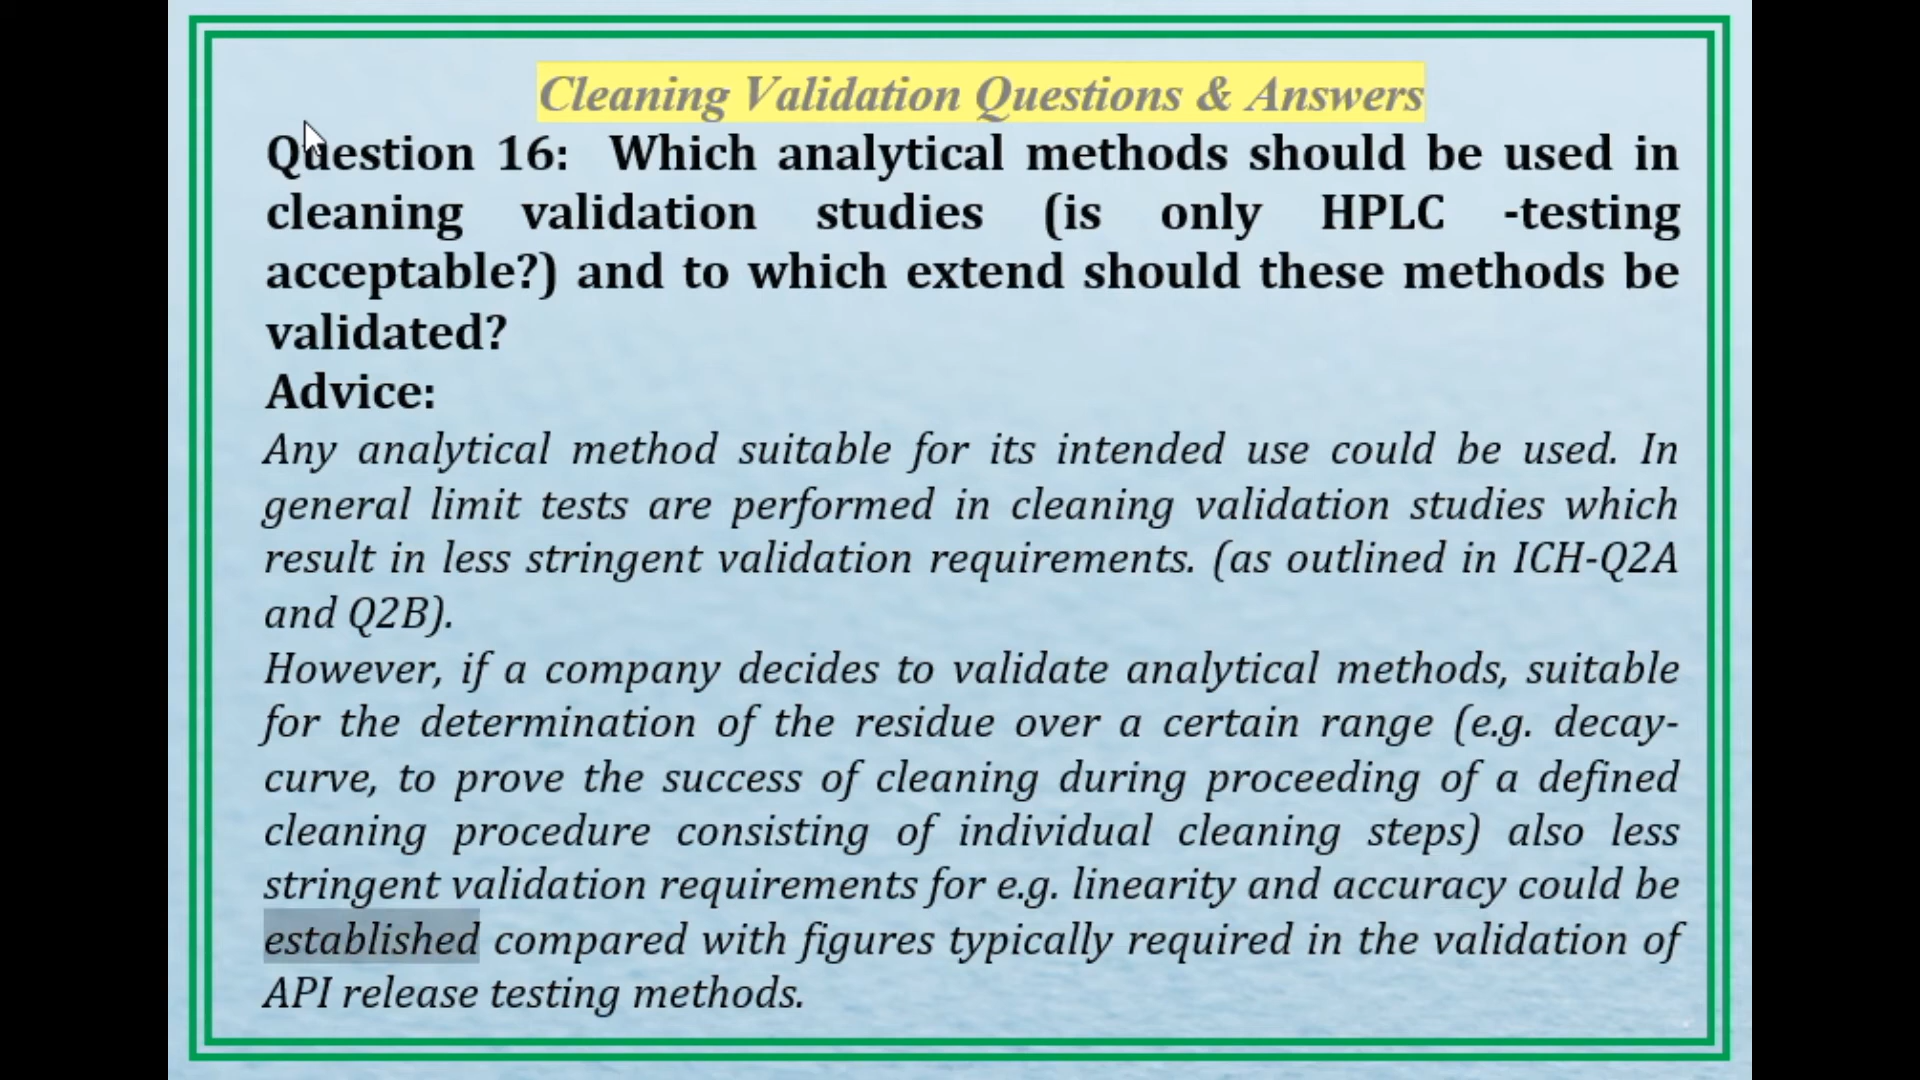 Cleaning Validation Questions & Answers
Question 16: Which analytical methods should be used in
cleaning validation studies (is only HPLC -testing
acceptable?) and to which extend should these methods be
validated?
Advice:
Any analytical method suitable for its intended use could be used. In
general limit tests are performed in cleaning validation studies which
result in less stringent validation requirements. (as outlined in ICH-Q2A
and Q2B).
However, if a company decides to validate analytical methods, suitable
for the determination of the residue over a certain range (e.g. decay-
curve, to prove the success of cleaning during proceeding of a defined
cleaning procedure consisting of individual cleaning steps) also less
stringent validation requirements for e.g. linearity and accuracy could be
established compared with figures typically required in the validation of
API release testing methods.